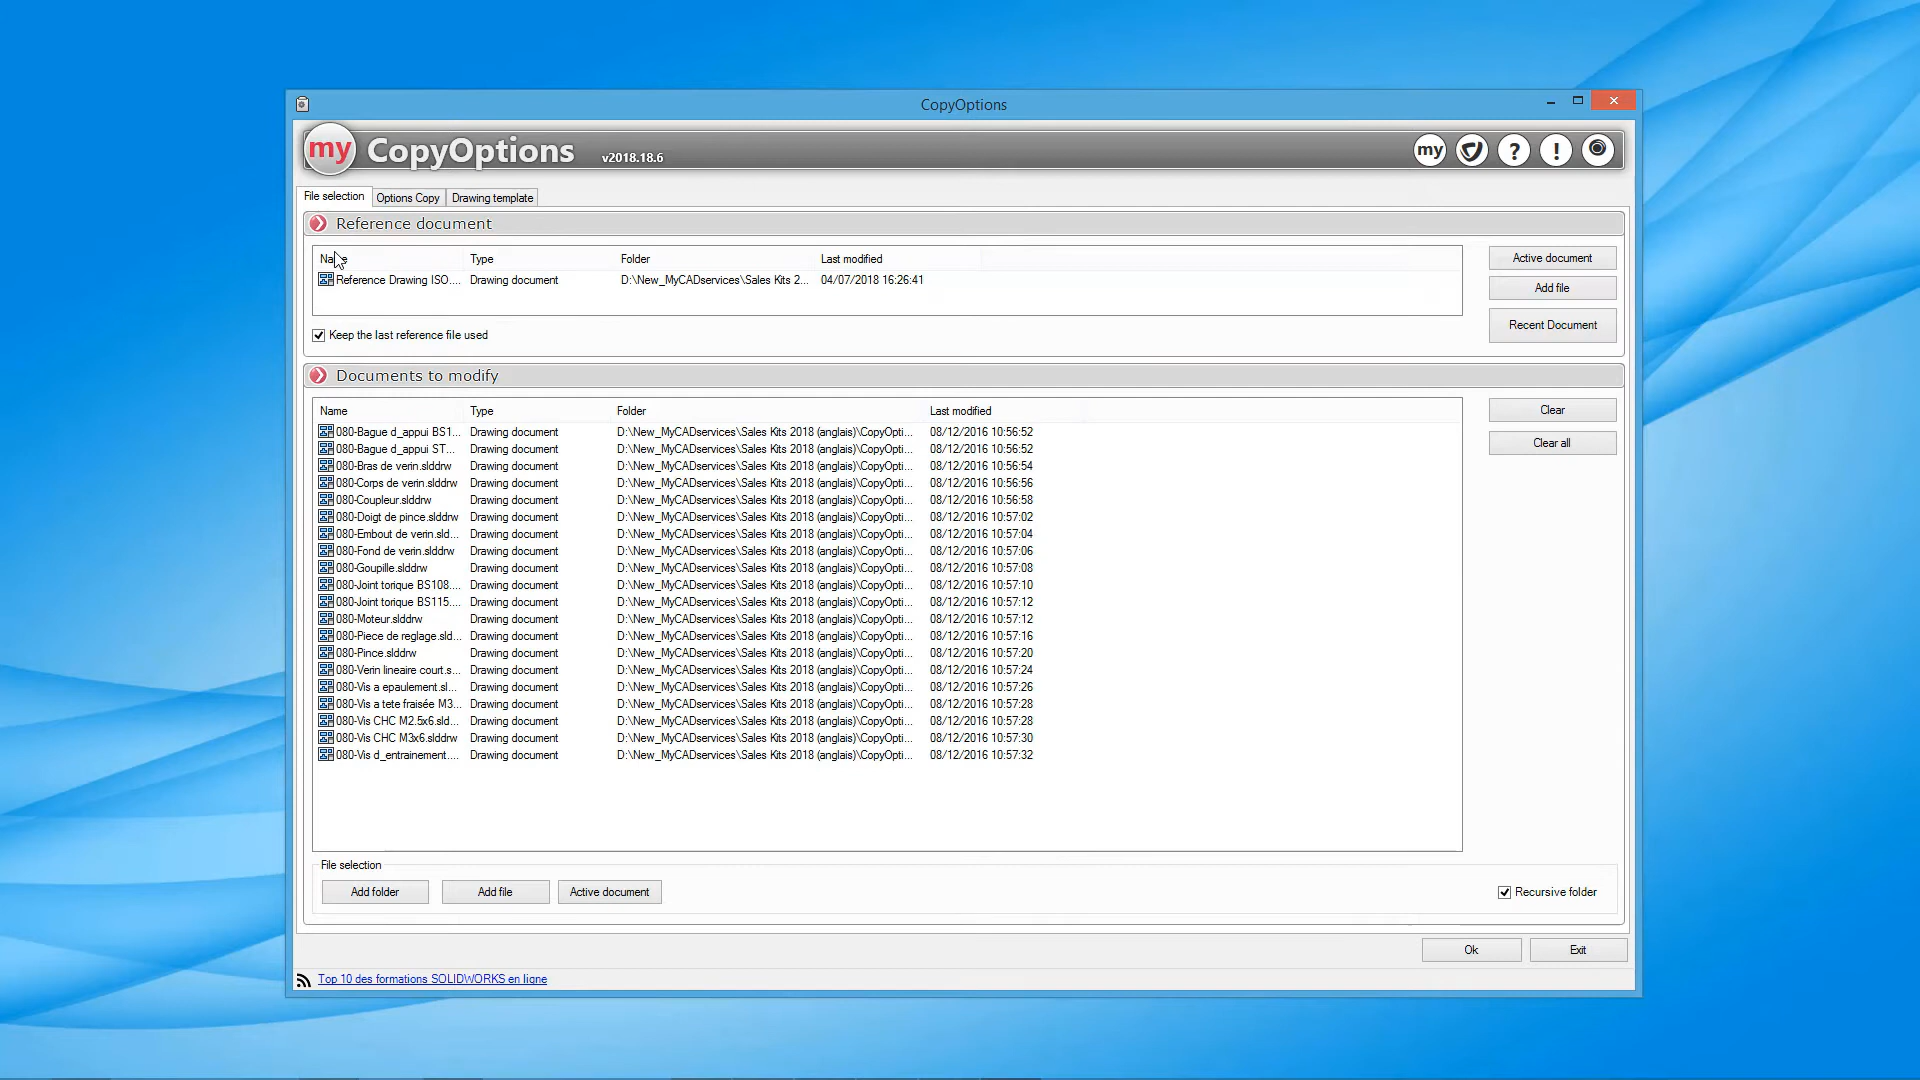 CopyOptions
my CopyOptions v2018.18.6 my ? !
File selection Options Copy Drawing template
Reference document
Name Type Folder Last modified Active document
Reference Drawing ISO.... Drawing document D:\New_MyCADservices\Sales Kits 2... 04/07/2018 16:26:41 Add file
Recent Document
Keep the last reference file used
Documents to modify
Name Type Folder Last modified Clear
080-Bague d_appui BS1... Drawing document D:\New_MyCADservices\Sales Kits 2018 (anglais)\CopyOpti... 08/12/2016 10:56:52
080-Bague d_appui ST... Drawing document D:\New_MyCADservices\Sales Kits 2018 (anglais)\CopyOpti... 08/12/2016 10:56:52 Clear all
080-Bras de verin.slddrw Drawing document D:\New_MyCADservices\Sales Kits 2018 (anglais)\CopyOpti... 08/12/2016 10:56:54
080-Corps de verin.slddrw Drawing document D:\New_MyCADservices\Sales Kits 2018 (anglais)\CopyOpti... 08/12/2016 10:56:56
080-Coupleur.slddrw Drawing document D:\New_MyCADservices\Sales Kits 2018 (anglais)\CopyOpti... 08/12/2016 10:56:58
080-Doigt de pince.slddrw Drawing document D:\New_MyCADservices\Sales Kits 2018 (anglais)\CopyOpti... 08/12/2016 10:57:02
080-Embout de verin.sld... Drawing document D:\New_MyCADservices\Sales Kits 2018 (anglais)\CopyOpti... 08/12/2016 10:57:04
080-Fond de verin.slddrw Drawing document D:\New_MyCADservices\Sales Kits 2018 (anglais)\CopyOpti... 08/12/2016 10:57:06
080-Goupille.slddrw Drawing document D:\New_MyCADservices\Sales Kits 2018 (anglais)\CopyOpti... 08/12/2016 10:57:08
080-Joint torique BS108.... Drawing document D:\New_MyCADservices\Sales Kits 2018 (anglais)\CopyOpti... 08/12/2016 10:57:10
080-Joint torique BS115.... Drawing document D:\New_MyCADservices\Sales Kits 2018 (anglais)\CopyOpti... 08/12/2016 10:57:12
080-Moteur.slddrw Drawing document D:\New_MyCADservices\Sales Kits 2018 (anglais)\CopyOpti... 08/12/2016 10:57:12
080-Piece de reglage.sld... Drawing document D:\New_MyCADservices\Sales Kits 2018 (anglais)\CopyOpti... 08/12/2016 10:57:16
080-Pince.slddrw Drawing document D:\New_MyCADservices\Sales Kits 2018 (anglais)\CopyOpti... 08/12/2016 10:57:20
080-Verin lineaire court.s... Drawing document D:\New_MyCADservices\Sales Kits 2018 (anglais)\CopyOpti... 08/12/2016 10:57:24
080-Vis a epaulement.sl... Drawing document D:\New_MyCADservices\Sales Kits 2018 (anglais)\CopyOpti... 08/12/2016 10:57:26
080-Vis a tete fraisée M3... Drawing document D:\New_MyCADservices\Sales Kits 2018 (anglais)\CopyOpti... 08/12/2016 10:57:28
080-Vis CHC M2.5x6.sld... Drawing document D:\New_MyCADservices\Sales Kits 2018 (anglais)\CopyOpti... 08/12/2016 10:57:28
080-Vis CHC M3x6.slddrw Drawing document D:\New_MyCADservices\Sales Kits 2018 (anglais)\CopyOpti... 08/12/2016 10:57:30
080-Vis d_entrainement.... Drawing document D:\New_MyCADservices\Sales Kits 2018 (anglais)\CopyOpti... 08/12/2016 10:57:32
File selection
Add folder Add file Active document Recursive folder
Ok Exit
Top 10 des formations SOLIDWORKS en ligne